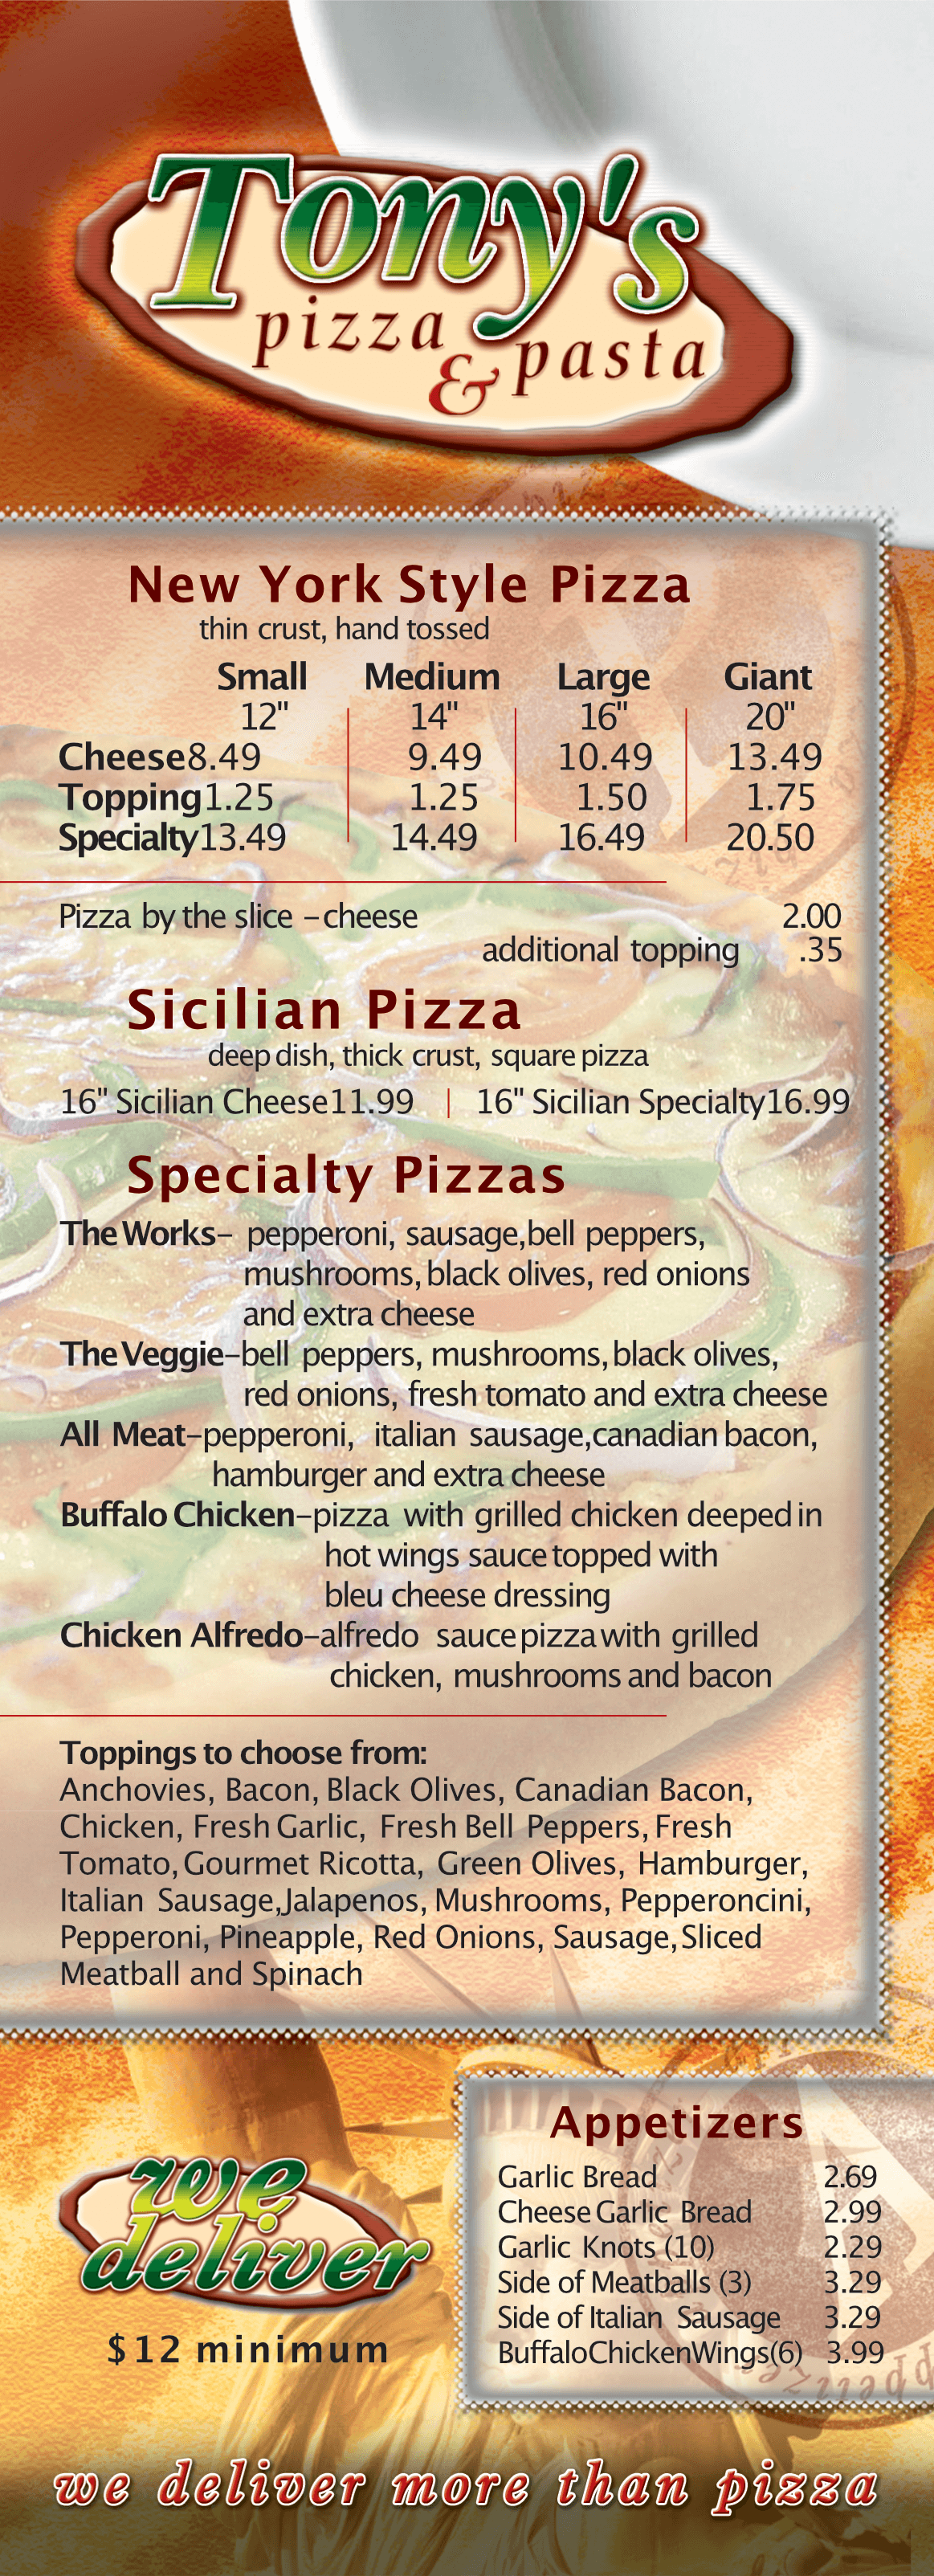 Tony's
pizza
& pasta
New York Style Pizza
thin crust, hand tossed
Small Medium Large Giant
12" 14" 16" 20"
Cheese 8.49 9.49 10.49 13.49
Topping 1.25 1.25 1.50 1.75
Specialty 13.49 14.49 16.49 20.50
Pizza by the slice – cheese 2.00
additional topping .35
Sicilian Pizza
deep dish, thick crust, square pizza
16" Sicilian Cheese 11.99 | 16" Sicilian Specialty 16.99
Specialty Pizzas
The Works – pepperoni, sausage, bell peppers,
mushrooms, black olives, red onions
and extra cheese
The Veggie – bell peppers, mushrooms, black olives,
red onions, fresh tomato and extra cheese
All Meat – pepperoni, italian sausage, canadian bacon,
hamburger and extra cheese
Buffalo Chicken – pizza with grilled chicken deeped in
hot wings sauce topped with
bleu cheese dressing
Chicken Alfredo – alfredo sauce pizza with grilled
chicken, mushrooms and bacon
Toppings to choose from:
Anchovies, Bacon, Black Olives, Canadian Bacon,
Chicken, Fresh Garlic, Fresh Bell Peppers, Fresh
Tomato, Gourmet Ricotta, Green Olives, Hamburger,
Italian Sausage, Jalapenos, Mushrooms, Pepperoncini,
Pepperoni, Pineapple, Red Onions, Sausage, Sliced
Meatball and Spinach
we
deliver
$12 minimum
Appetizers
Garlic Bread 2.69
Cheese Garlic Bread 2.99
Garlic Knots (10) 2.29
Side of Meatballs (3) 3.29
Side of Italian Sausage 3.29
Buffalo Chicken Wings (6) 3.99
we deliver more than pizza